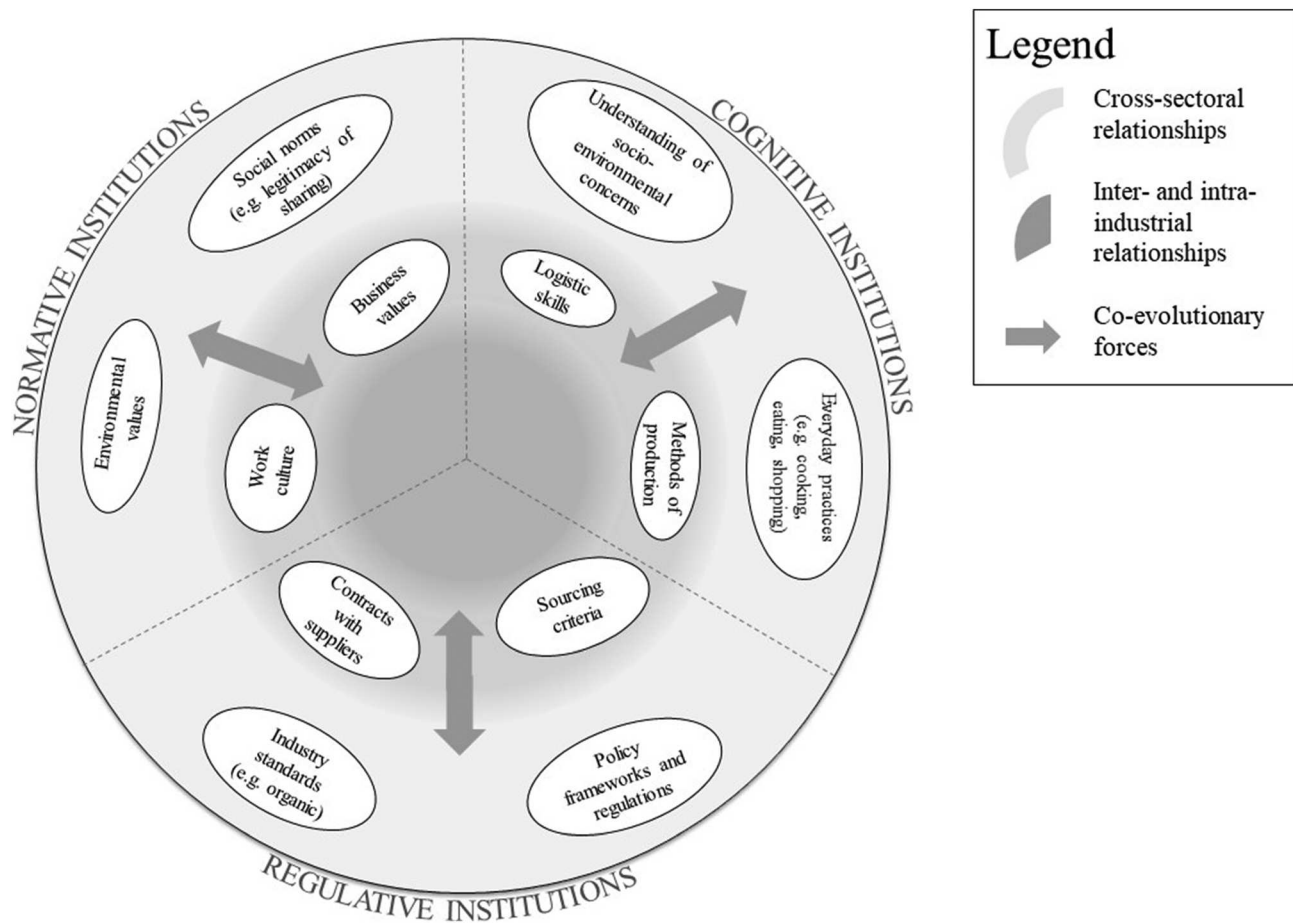 NORMATIVE INSTITUTIONS
COGNITIVE INSTITUTIONS
REGULATIVE INSTITUTIONS
Social norms
(e.g. legitimacy of
sharing)
Understanding of
socio-
environmental
concerns
Business
values
Logistic
skills
Environmental
values
Work
culture
Methods of
production
Everyday practices
(e.g. cooking,
eating, shopping)
Contracts
with
suppliers
Sourcing
criteria
Industry
standards
(e.g. organic)
Policy
frameworks and
regulations
Legend
Cross-sectoral
relationships
Inter- and intra-
industrial
relationships
Co-evolutionary
forces